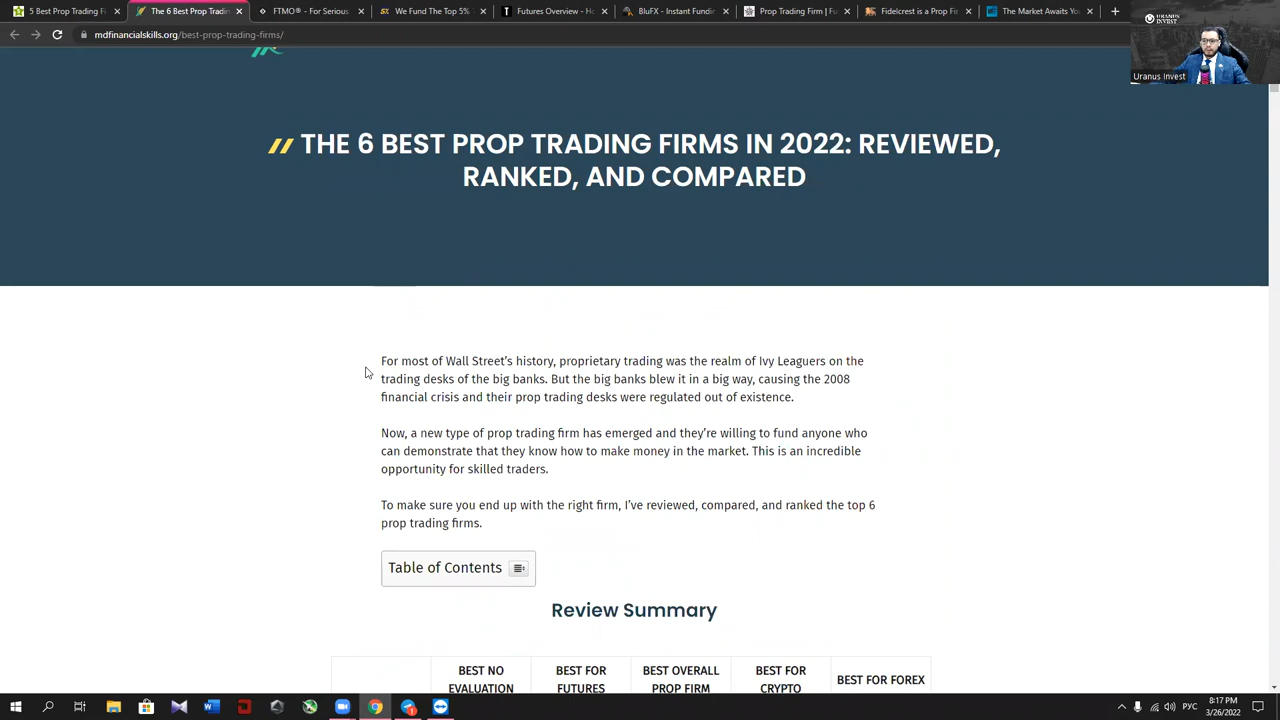 5 Best Prop Trading Fi
The 6 Best Prop Tradin
FTMO® - For Serious
We Fund The Top 5%
Futures Overview - Ho
BluFX - Instant Fundin
Prop Trading Firm | Fu
Fidelcrest is a Prop Fi
The Market Awaits Yo
mdfinancialskills.org/best-prop-trading-firms/
URANUS
INVEST
Uranus Invest
THE 6 BEST PROP TRADING FIRMS IN 2022: REVIEWED,
RANKED, AND COMPARED
For most of Wall Street's history, proprietary trading was the realm of Ivy Leaguers on the
trading desks of the big banks. But the big banks blew it in a big way, causing the 2008
financial crisis and their prop trading desks were regulated out of existence.
Now, a new type of prop trading firm has emerged and they're willing to fund anyone who
can demonstrate that they know how to make money in the market. This is an incredible
opportunity for skilled traders.
To make sure you end up with the right firm, I've reviewed, compared, and ranked the top 6
prop trading firms.
Table of Contents
Review Summary
BEST NO
EVALUATION
BEST FOR
FUTURES
BEST OVERALL
PROP FIRM
BEST FOR
CRYPTO
BEST FOR FOREX
РУС
8:17 PM
3/26/2022